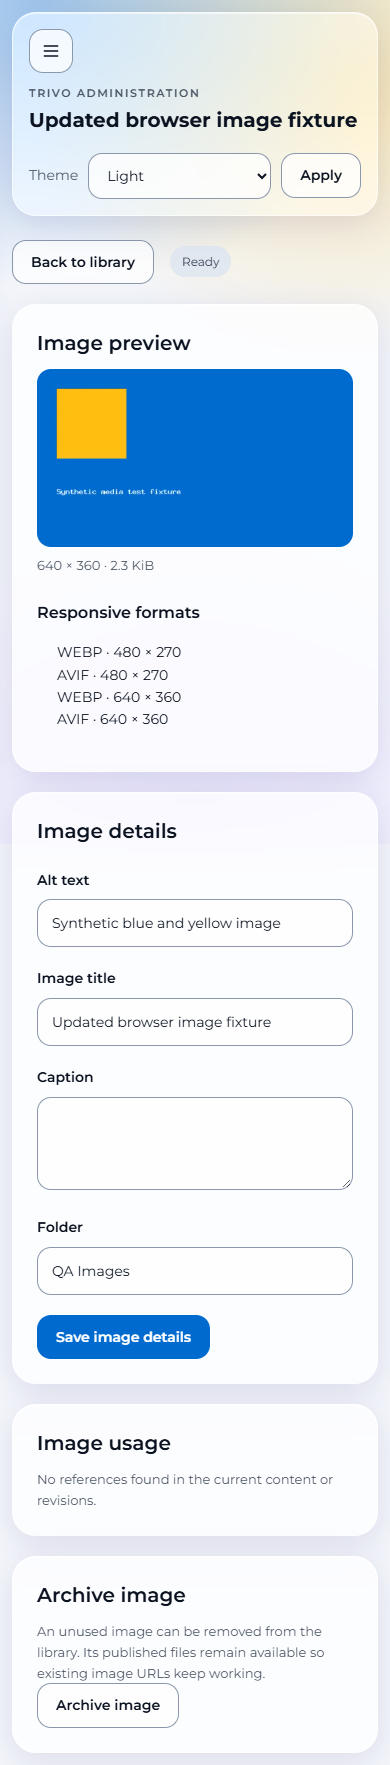 TRIVO ADMINISTRATION
Updated browser image fixture
Theme
Light
Apply
Back to library
Ready
Image preview
Synthetic media test fixture
640 × 360 · 2.3 KiB
Responsive formats
WEBP · 480 × 270
AVIF · 480 × 270
WEBP · 640 × 360
AVIF · 640 × 360
Image details
Alt text
Synthetic blue and yellow image
Image title
Updated browser image fixture
Caption
Folder
QA Images
Save image details
Image usage
No references found in the current content or
revisions.
Archive image
An unused image can be removed from the
library. Its published files remain available so
existing image URLs keep working.
Archive image